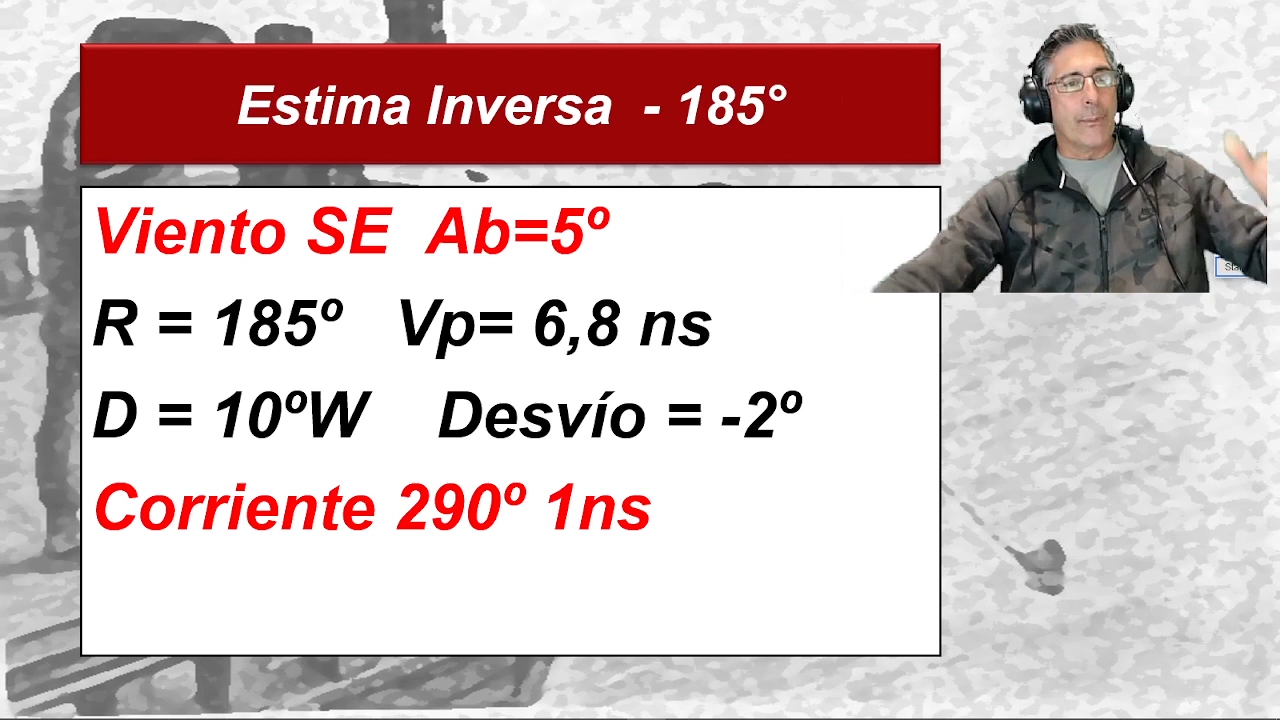 Estima Inversa - 185°
Viento SE Ab=5º
R = 185º Vp= 6,8 ns
D = 10ºW Desvío = -2º
Corriente 290º 1ns